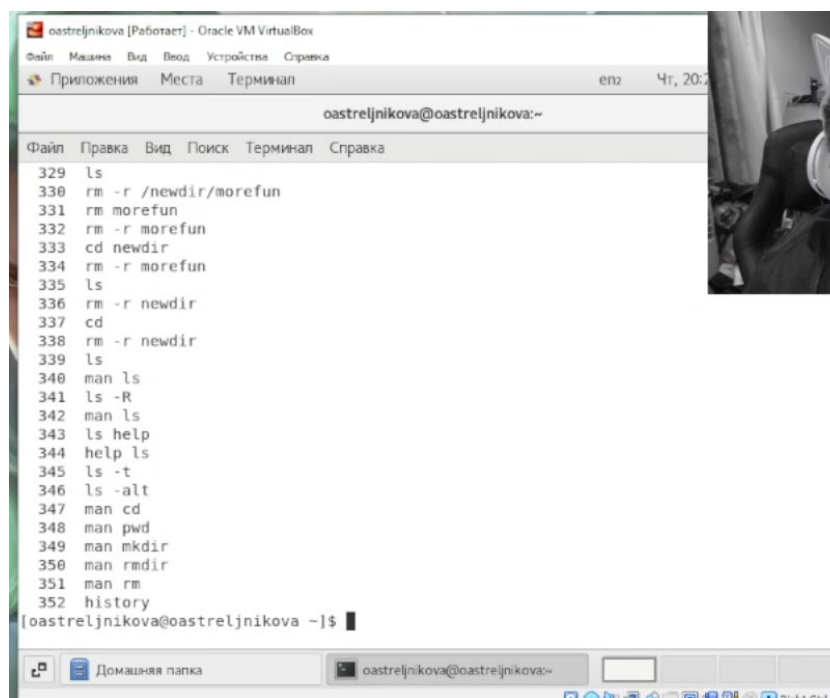 oastreljnikova [Работает] - Oracle VM VirtualBox
Файл Машина Вид Ввод Устройства Справка
Приложения Места Терминал en2 Чт, 20:2
oastreljnikova@oastreljnikova:~
Файл Правка Вид Поиск Терминал Справка
329 ls
330 rm -r /newdir/morefun
331 rm morefun
332 rm -r morefun
333 cd newdir
334 rm -r morefun
335 ls
336 rm -r newdir
337 cd
338 rm -r newdir
339 ls
340 man ls
341 ls -R
342 man ls
343 ls help
344 help ls
345 ls -t
346 ls -alt
347 man cd
348 man pwd
349 man mkdir
350 man rmdir
351 man rm
352 history
[oastreljnikova@oastreljnikova ~]$
Домашняя папка oastreljnikova@oastreljnikova:~